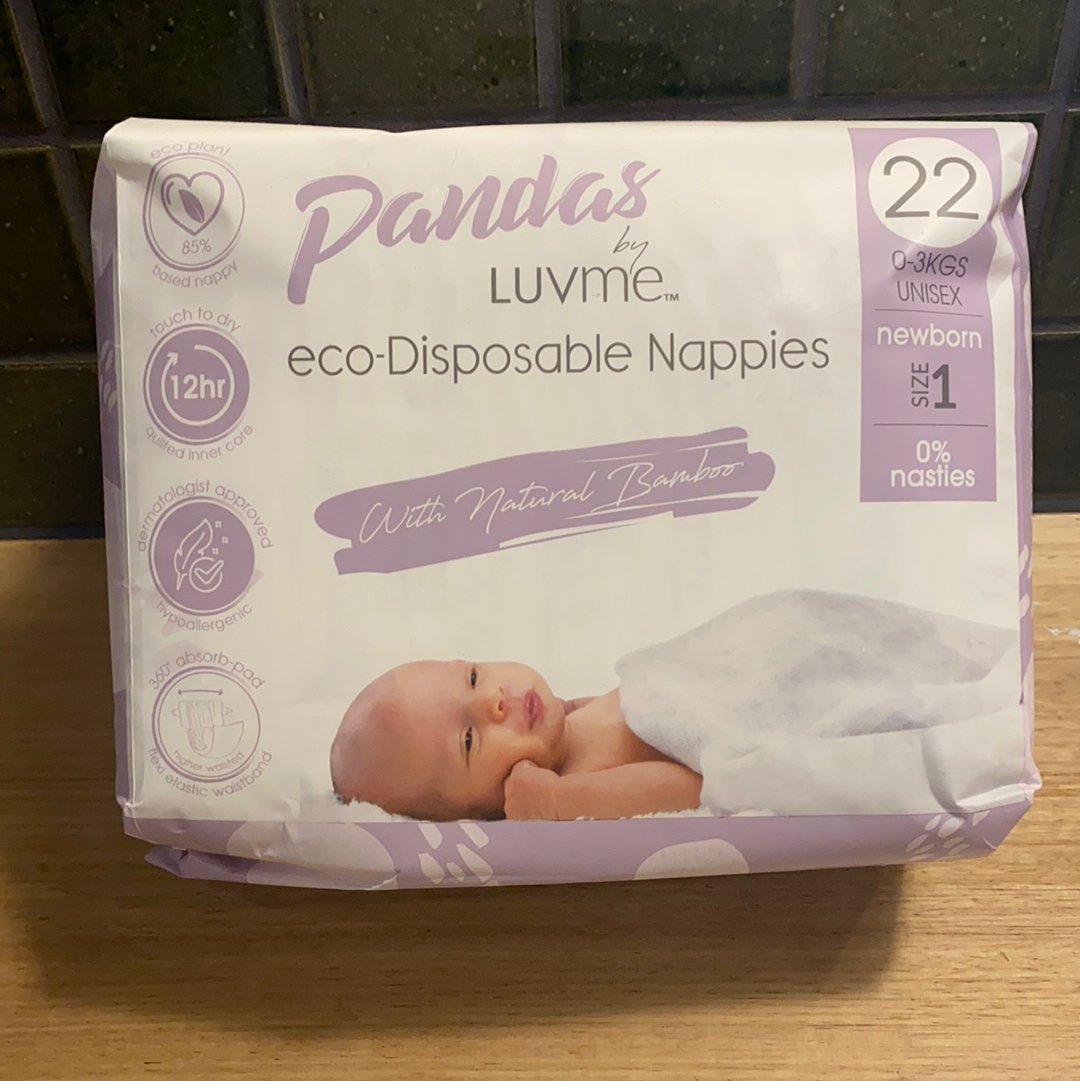 eco plant
85%
based nappy
touch to dry
12hr
quilted inner core
dermatologist approved
hypoallergenic
360° absorb-pad
higher waisted
flexi elastic waistband
Pandas
by
LUVme™
eco-Disposable Nappies
With Natural Bamboo
22
0-3KGS
UNISEX
newborn
SIZE 1
0%
nasties